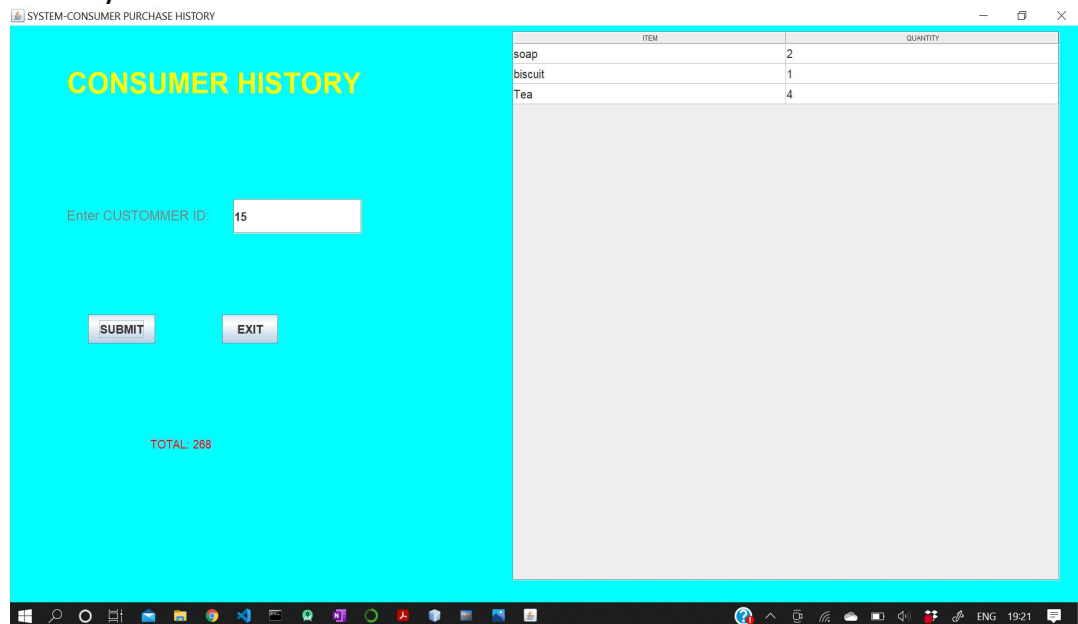 SYSTEM-CONSUMER PURCHASE HISTORY
CONSUMER HISTORY
Enter CUSTOMMER ID:
15
SUBMIT
EXIT
TOTAL: 268
ITEM QUANTITY
soap 2
biscuit 1
Tea 4
ENG 19:21